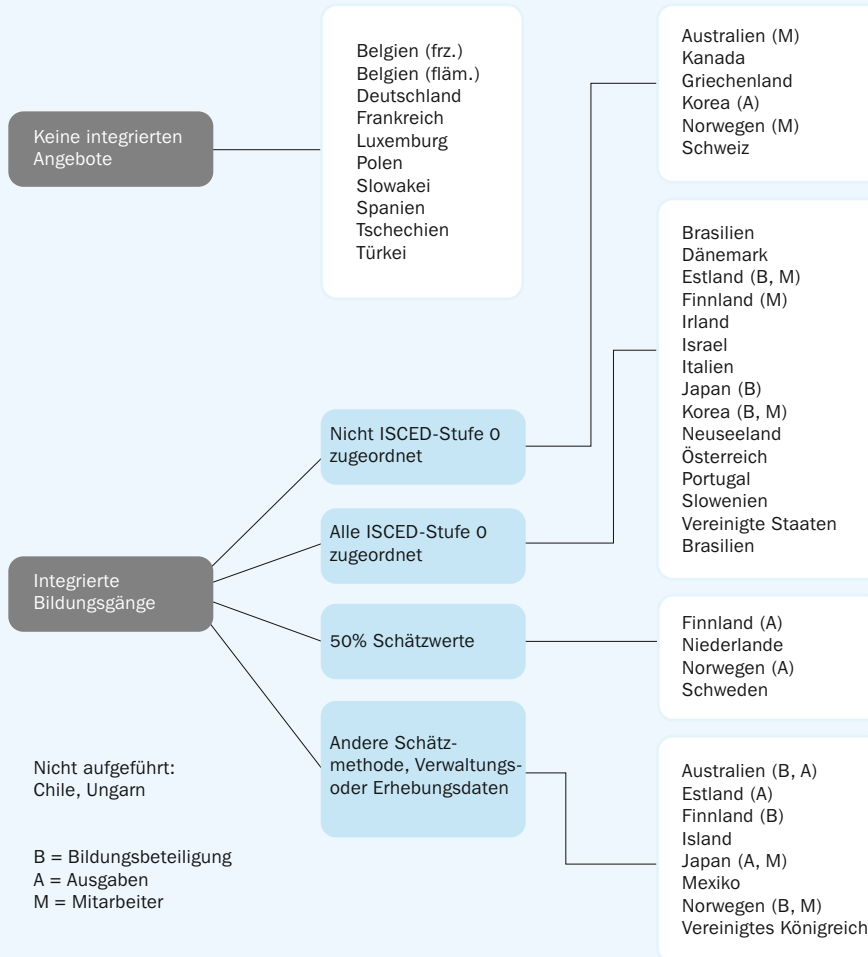 Keine integrierten
Angebote
Belgien (frz.)
Belgien (fläm.)
Deutschland
Frankreich
Luxemburg
Polen
Slowakei
Spanien
Tschechien
Türkei
Integrierte
Bildungsgänge
Nicht ISCED-Stufe 0
zugeordnet
Australien (M)
Kanada
Griechenland
Korea (A)
Norwegen (M)
Schweiz
Alle ISCED-Stufe 0
zugeordnet
Brasilien
Dänemark
Estland (B, M)
Finnland (M)
Irland
Israel
Italien
Japan (B)
Korea (B, M)
Neuseeland
Österreich
Portugal
Slowenien
Vereinigte Staaten
Brasilien
50% Schätzwerte
Finnland (A)
Niederlande
Norwegen (A)
Schweden
Andere Schätz-
methode, Verwaltungs-
oder Erhebungsdaten
Australien (B, A)
Estland (A)
Finnland (B)
Island
Japan (A, M)
Mexiko
Norwegen (B, M)
Vereinigtes Königreich
Nicht aufgeführt:
Chile, Ungarn
B = Bildungsbeteiligung
A = Ausgaben
M = Mitarbeiter